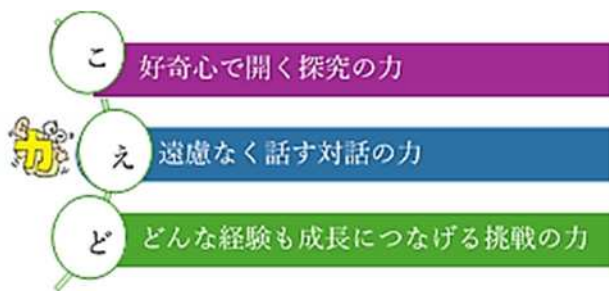 こ 好奇心で開く探究の力
力
え 遠慮なく話す対話の力
ど どんな経験も成長につなげる挑戦の力